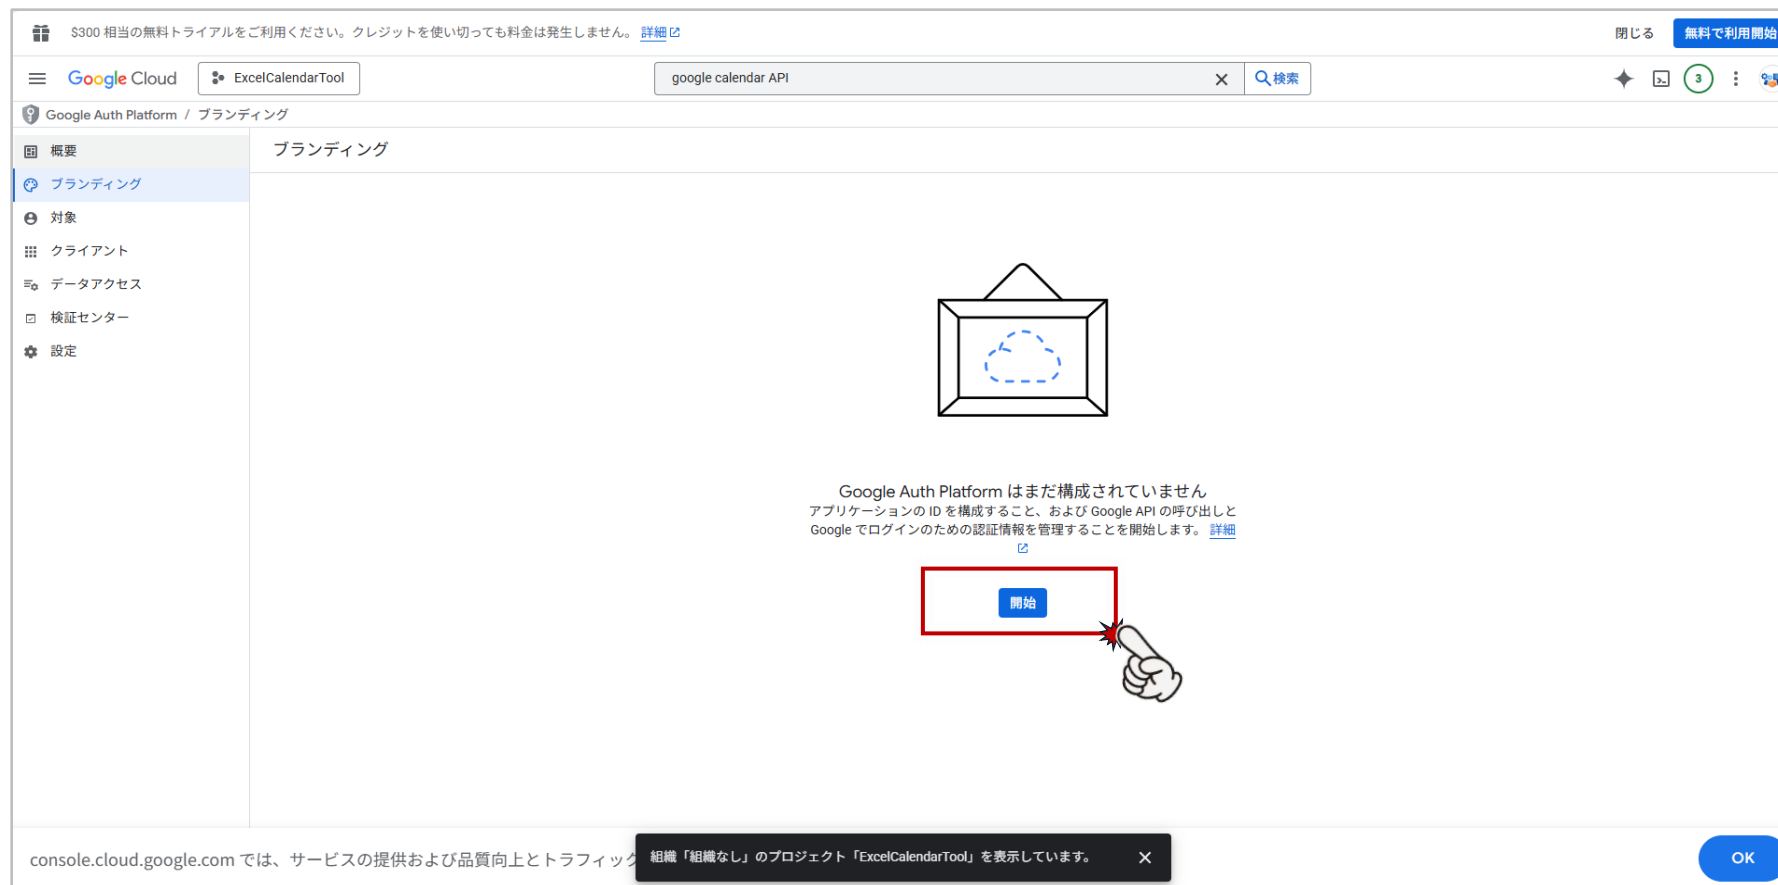 $300 相当の無料トライアルをご利用ください。クレジットを使い切っても料金は発生しません。 詳細
閉じる
無料で利用開始
Google Cloud
ExcelCalendarTool
google calendar API
検索
3
Google Auth Platform / ブランディング
概要
ブランディング
対象
クライアント
データアクセス
検証センター
設定
ブランディング
Google Auth Platform はまだ構成されていません
アプリケーションの ID を構成すること、および Google API の呼び出しと
Google でログインのための認証情報を管理することを開始します。 詳細
開始
console.cloud.google.com では、サービスの提供および品質向上とトラフィック
組織「組織なし」のプロジェクト「ExcelCalendarTool」を表示しています。
OK